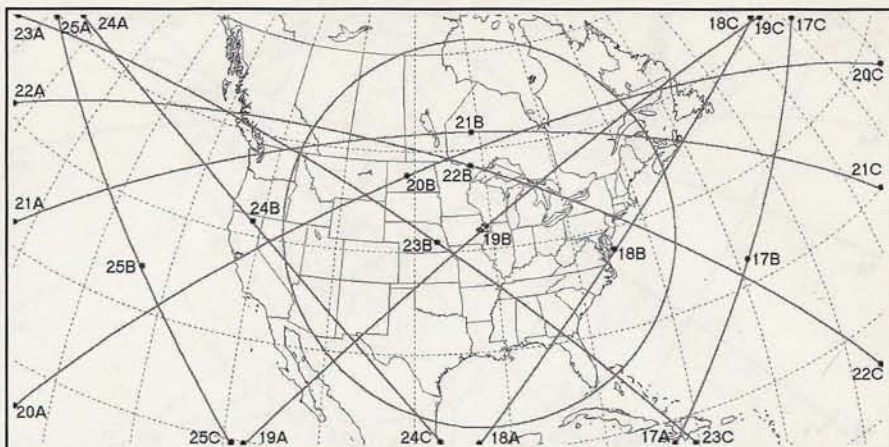 23A 25A 24A 18C 19C 17C
22A 20C
21B
22B
20B
21A 24B 21C
23B 19B 18B
25B 17B
22C
20A
25C 19A 24C 18A 17A 23C